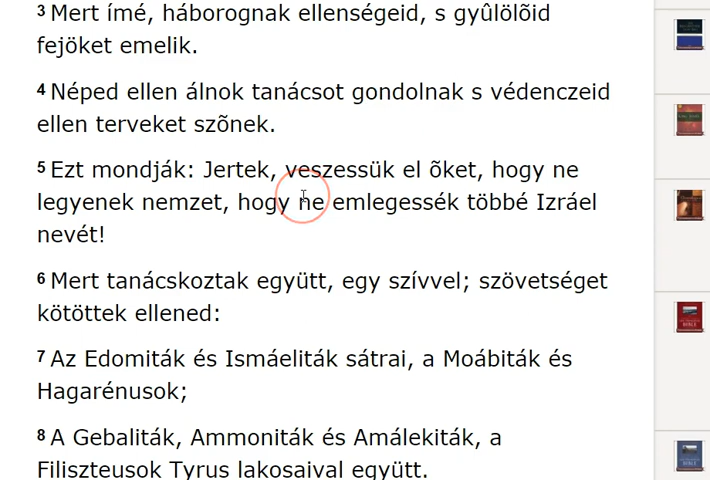 3 Mert ímé, háborognak ellenségeid, s gyûlölõid
fejöket emelik.
4 Néped ellen álnok tanácsot gondolnak s védenczeid
ellen terveket szõnek.
5 Ezt mondják: Jertek, veszessük el õket, hogy ne
legyenek nemzet, hogy ne emlegessék többé Izráel
nevét!
6 Mert tanácskoztak együtt, egy szívvel; szövetséget
kötöttek ellened:
7 Az Edomiták és Ismáeliták sátrai, a Moábiták és
Hagarénusok;
8 A Gebaliták, Ammoniták és Amálekiták, a
Filiszteusok Tyrus lakosaival együtt.